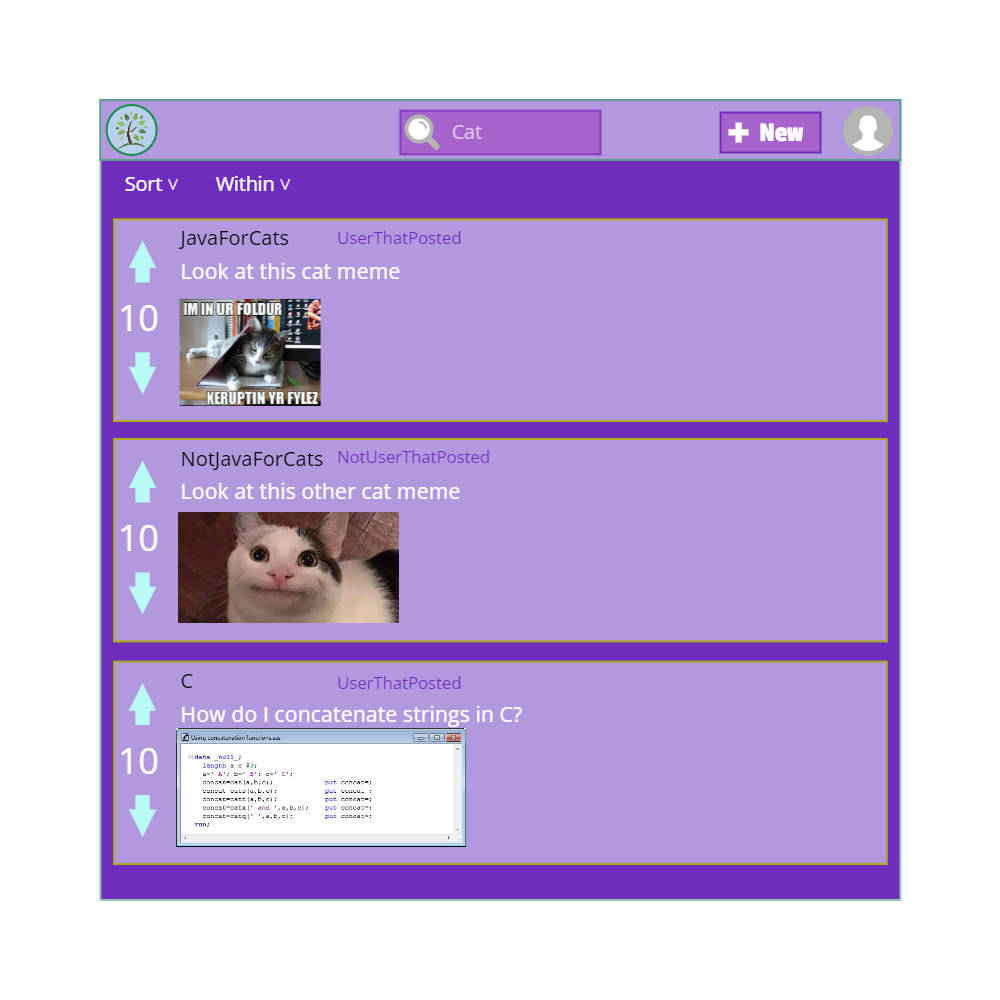 Cat
New
Sort V Within V
JavaForCats UserThatPosted
Look at this cat meme
10
IM IN UR FOLDUR
KERUPTIN YR FYLEZ
NotJavaForCats NotUserThatPosted
Look at this other cat meme
10
C UserThatPosted
How do I concatenate strings in C?
10
Using concatenation functions.sas
data _null_;
length a c $3;
a=' A'; b=' B'; c=' C';
concat=cat(a,b,c); put concat=;
concat=cats(a,b,c); put concat=;
concat=catt(a,b,c); put concat=;
concat=catx(' and ',a,b,c); put concat=;
concat=catq(' ',a,b,c); put concat=;
run;